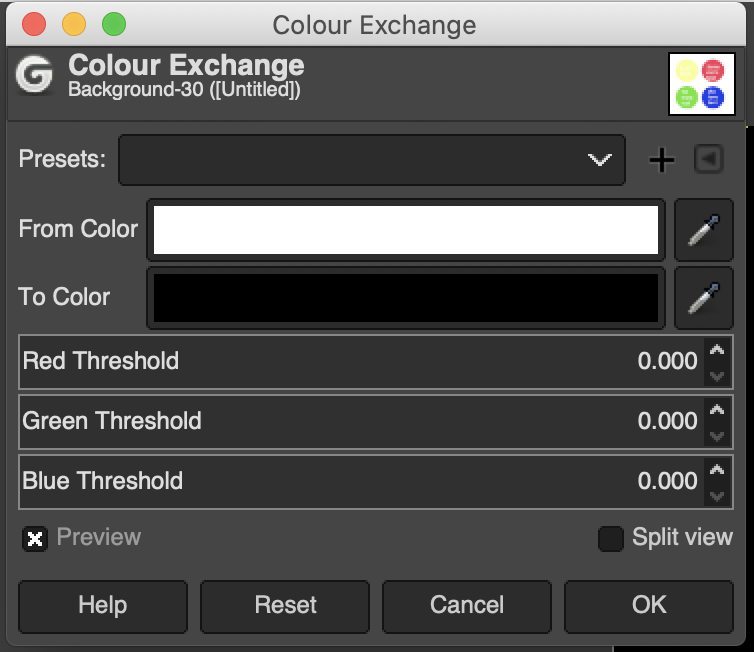 Colour Exchange
Colour Exchange
Background-30 ([Untitled])
Presets:
From Color
To Color
Red Threshold 0.000
Green Threshold 0.000
Blue Threshold 0.000
Preview Split view
Help Reset Cancel OK